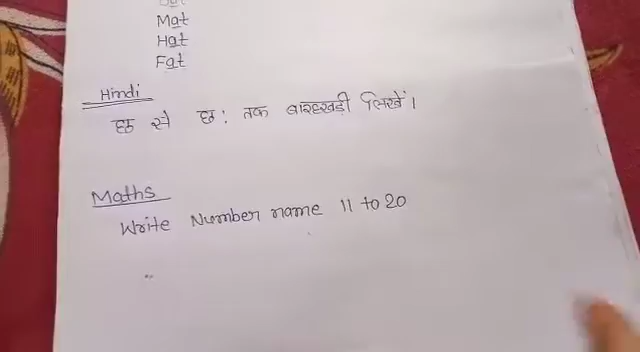 Mat
Hat
Fat
Hindi
छ से छ: तक बारहखड़ी लिखें।
Maths
Write Number name 11 to 20